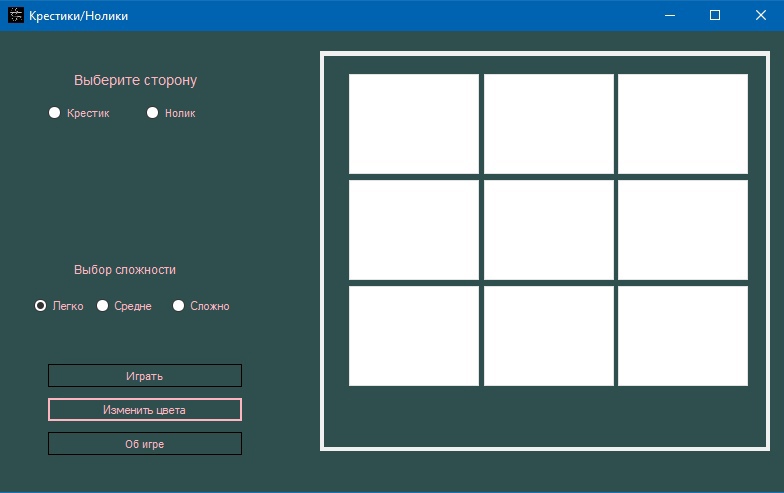 Крестики/Нолики
Выберите сторону
Крестик Нолик
Выбор сложности
Легко Средне Сложно
Играть
Изменить цвета
Об игре